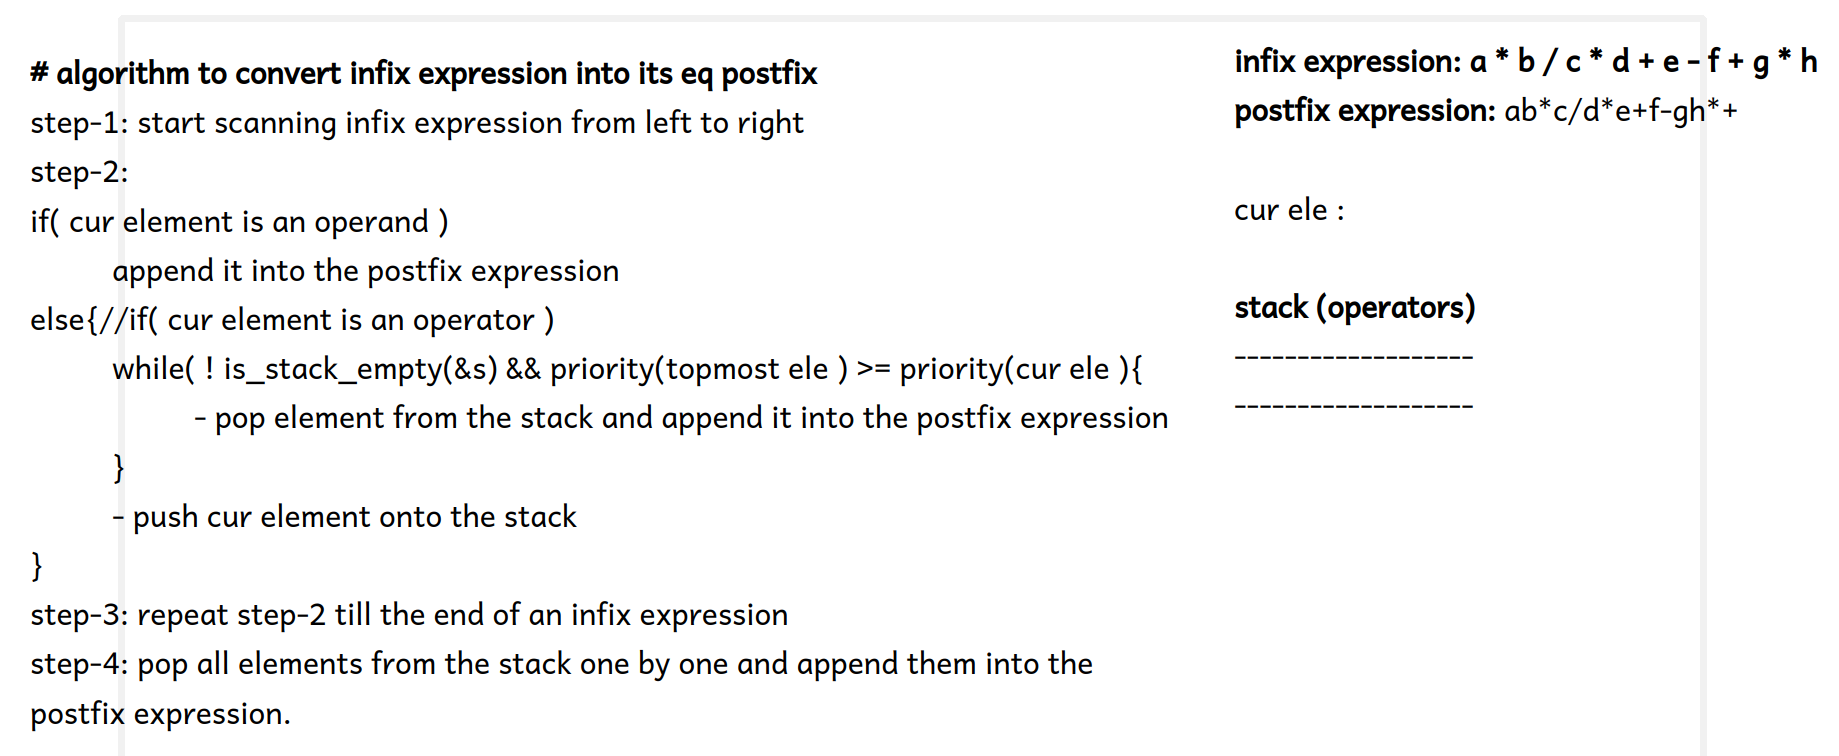 # algorithm to convert infix expression into its eq postfix
step-1: start scanning infix expression from left to right
step-2:
if( cur element is an operand )
append it into the postfix expression
else{//if( cur element is an operator )
while( ! is_stack_empty(&s) && priority(topmost ele ) >= priority(cur ele ){
- pop element from the stack and append it into the postfix expression
}
- push cur element onto the stack
}
step-3: repeat step-2 till the end of an infix expression
step-4: pop all elements from the stack one by one and append them into the
postfix expression.
infix expression: a * b / c * d + e - f + g * h
postfix expression: ab*c/d*e+f-gh*+
cur ele :
stack (operators)
-------------------
-------------------